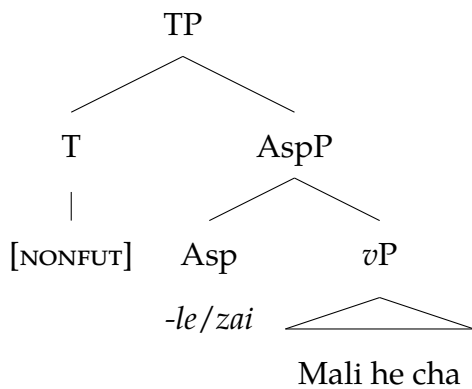 TP
T AspP
[NONFUT] Asp vP
-le/zai
Mali he cha